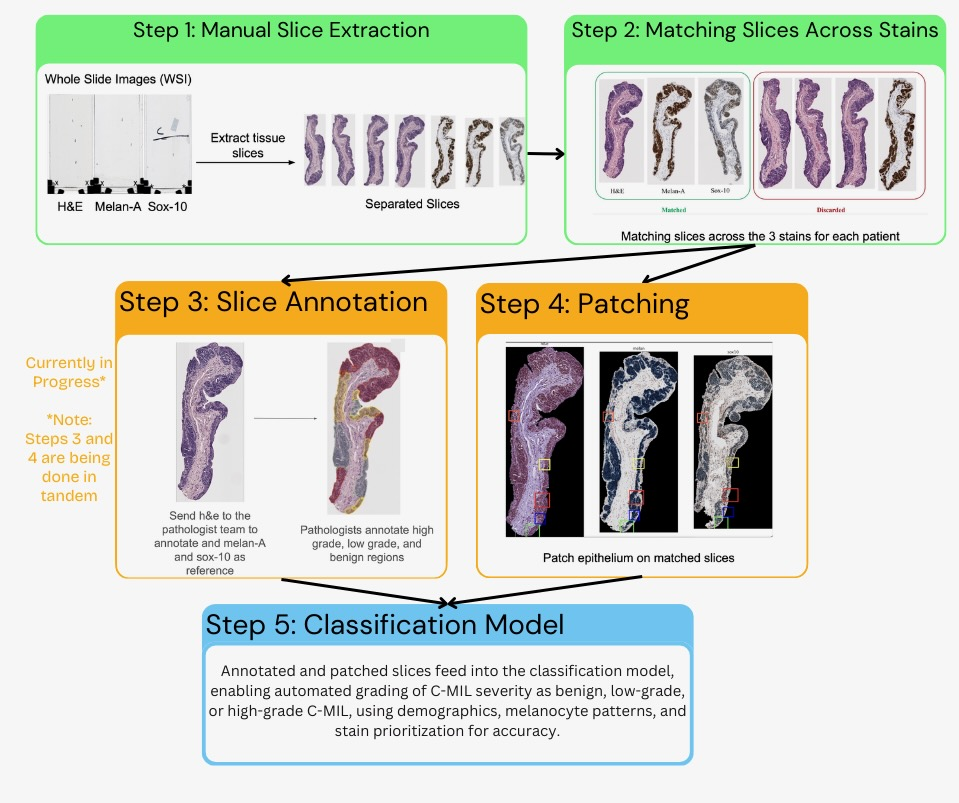 Step 1: Manual Slice Extraction
Whole Slide Images (WSI)
C
H&E Melan-A Sox-10
Extract tissue
slices
Separated Slices
Step 2: Matching Slices Across Stains
H&E Melan-A Sox-10
Matched Discarded
Matching slices across the 3 stains for each patient
Currently in
Progress*
*Note:
Steps 3 and
4 are being
done in
tandem
Step 3: Slice Annotation
Send h&e to the
pathologist team to
annotate and melan-A
and sox-10 as
reference
Pathologists annotate high
grade, low grade, and
benign regions
Step 4: Patching
melan
sox10
Patch epithelium on matched slices
Step 5: Classification Model
Annotated and patched slices feed into the classification model,
enabling automated grading of C-MIL severity as benign, low-grade,
or high-grade C-MIL, using demographics, melanocyte patterns, and
stain prioritization for accuracy.